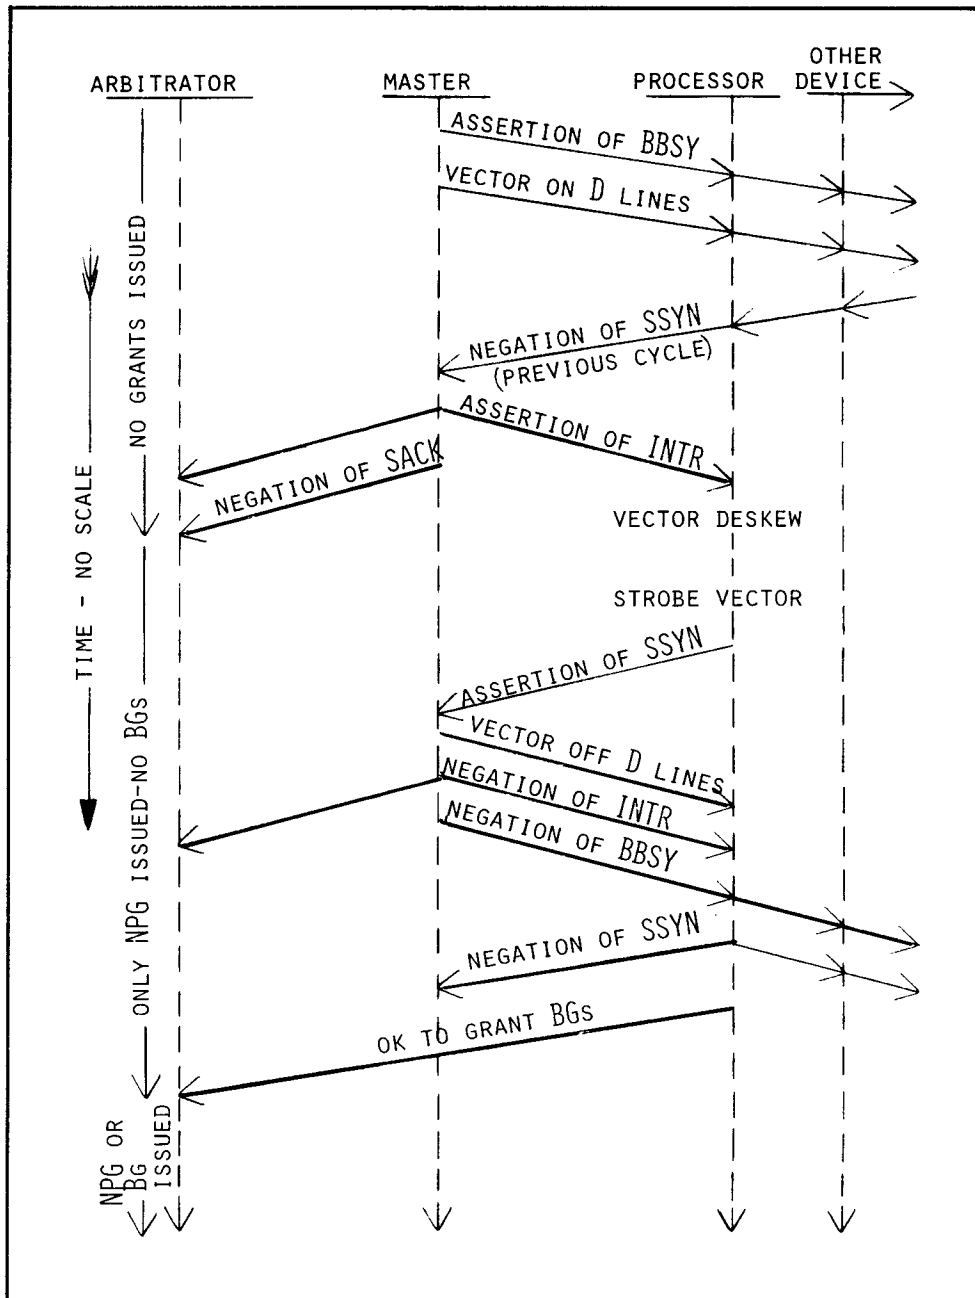 OTHER
ARBITRATOR MASTER PROCESSOR DEVICE
ASSERTION OF BBSY
VECTOR ON D LINES
NO GRANTS ISSUED
NEGATION OF SSYN
(PREVIOUS CYCLE)
ASSERTION OF INTR
NEGATION OF SACK
VECTOR DESKEW
TIME - NO SCALE
STROBE VECTOR
ASSERTION OF SSYN
VECTOR OFF D LINES
NEGATION OF INTR
NEGATION OF BBSY
ONLY NPG ISSUED-NO BGs
NEGATION OF SSYN
OK TO GRANT BGs
NPG OR
BG
ISSUED